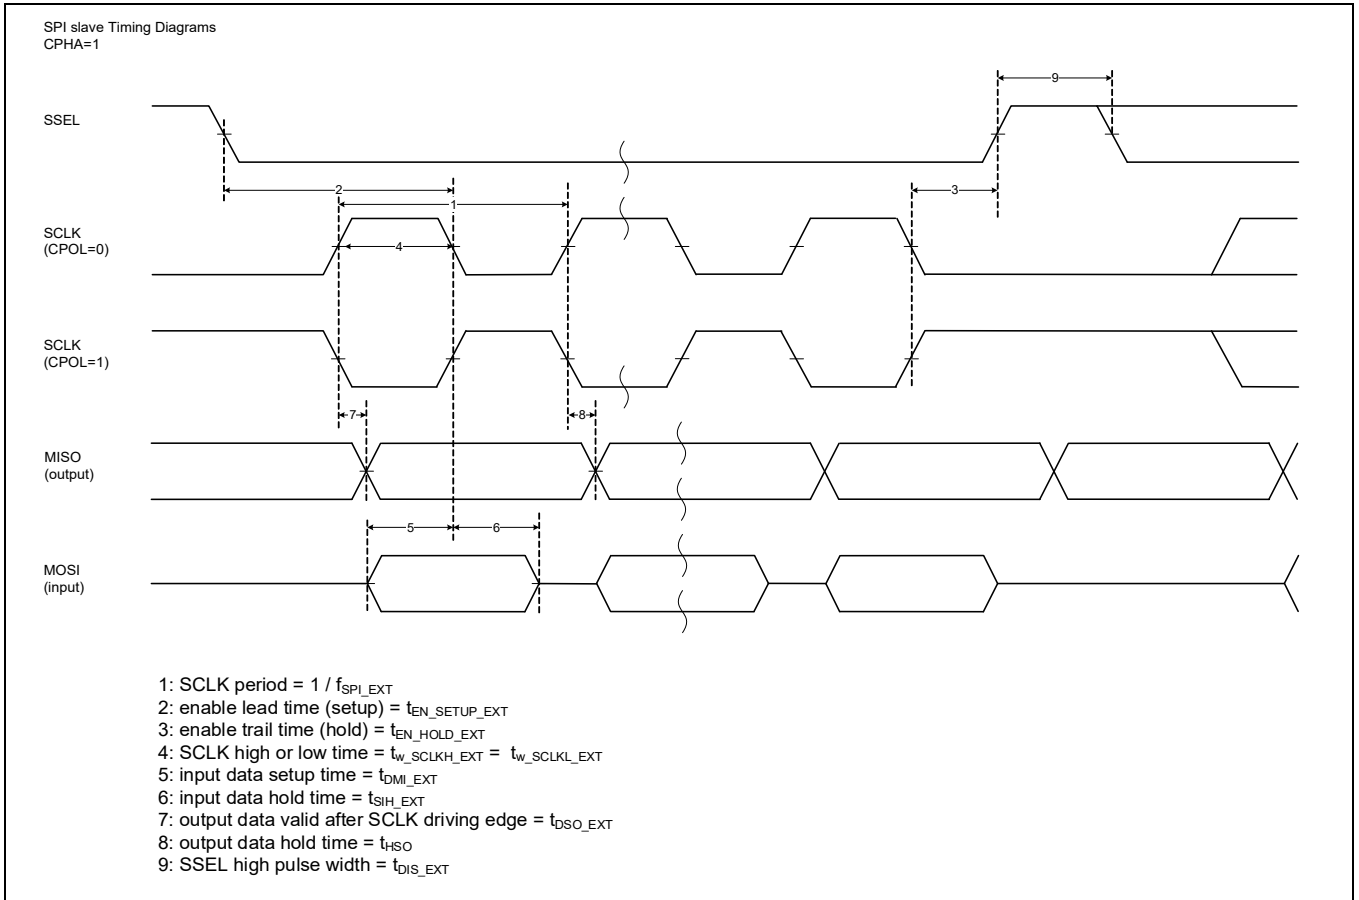 SPI slave Timing Diagrams
CPHA=1
9
SSEL
2
3
1
SCLK
(CPOL=0)
4
SCLK
(CPOL=1)
7
8
MISO
(output)
5
6
MOSI
(input)
1: SCLK period = 1 / fSPI_EXT
2: enable lead time (setup) = tEN_SETUP_EXT
3: enable trail time (hold) = tEN_HOLD_EXT
4: SCLK high or low time = tw_SCLKH_EXT = tw_SCLKL_EXT
5: input data setup time = tDMI_EXT
6: input data hold time = tSIH_EXT
7: output data valid after SCLK driving edge = tDSO_EXT
8: output data hold time = tHSO
9: SSEL high pulse width = tDIS_EXT